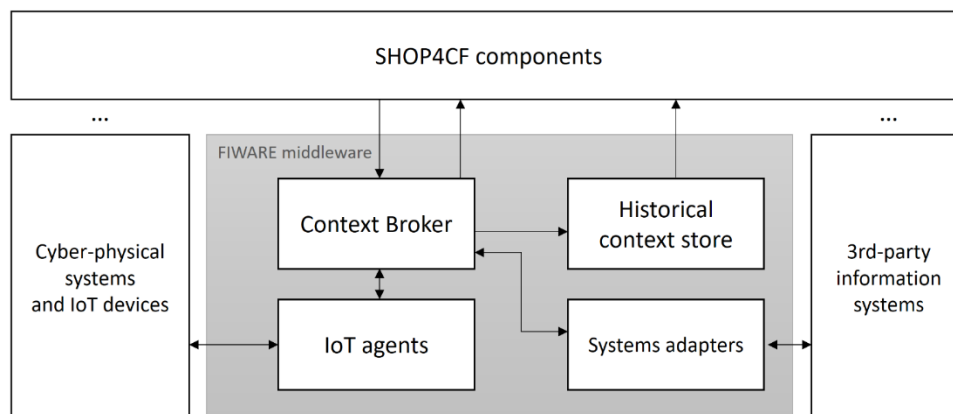 SHOP4CF components
...
...
FIWARE middleware
Context Broker
Historical
context store
Cyber-physical
systems
and IoT devices
3rd-party
information
systems
IoT agents
Systems adapters